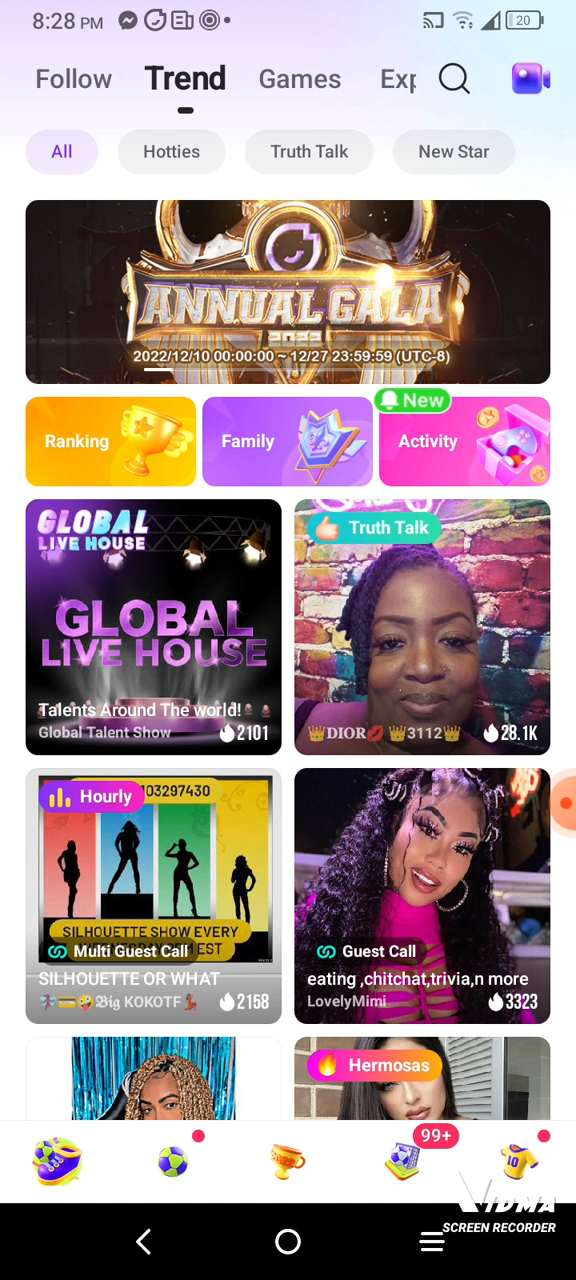 8:28 PM
20
Follow Trend Games Exp
All Hotties Truth Talk New Star
ANNUAL GALA
2022
2022/12/10 00:00:00 ~ 12/27 23:59:59 (UTC-8)
Ranking Family Activity New
GLOBAL
LIVE HOUSE
GLOBAL
LIVE HOUSE
Talents Around The world!
Global Talent Show 2101
Truth Talk
👑𝐃𝐈𝐎𝐑💋 👑3112👑 28.1K
Hourly 03297430
SILHOUETTE SHOW EVERY
EST
Multi Guest Call
SILHOUETTE OR WHAT
𝕭𝖎𝖌 KOKOTF💃 2158
Guest Call
eating ,chitchat,trivia,n more
LovelyMimi 3323
Hermosas
99+
10
VIDMA
SCREEN RECORDER